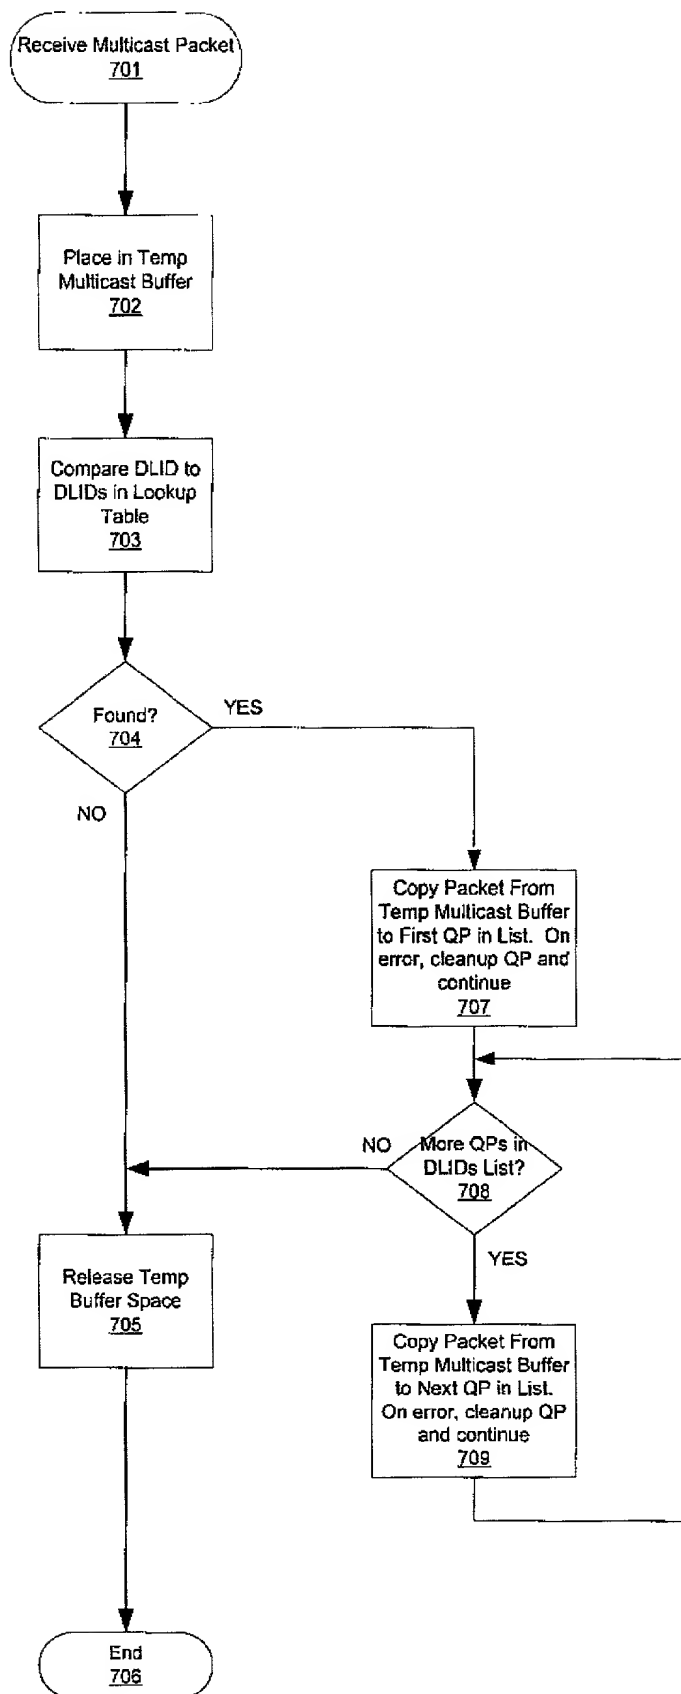 Receive Multicast Packet
701
Place in Temp
Multicast Buffer
702
Compare DLID to
DLIDs in Lookup
Table
703
Found?
704
YES
NO
Copy Packet From
Temp Multicast Buffer
to First QP in List. On
error, cleanup QP and
continue
707
More QPs in
DLIDs List?
708
NO
YES
Release Temp
Buffer Space
705
Copy Packet From
Temp Multicast Buffer
to Next QP in List.
On error, cleanup QP
and continue
709
End
706